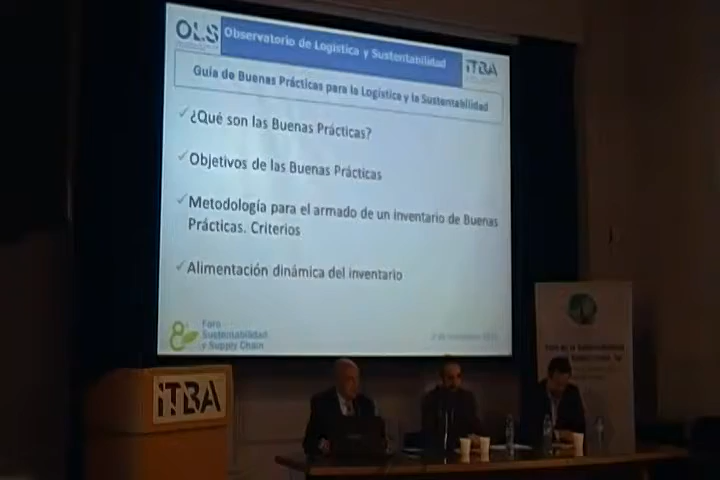 OLS
Observatorio de Logística y Sustentabilidad
iTBA
Guía de Buenas Prácticas para la Logística y la Sustentabilidad
✓¿Qué son las Buenas Prácticas?
✓Objetivos de las Buenas Prácticas
✓Metodología para el armado de un inventario de Buenas
Prácticas. Criterios
✓Alimentación dinámica del inventario
Foro
Sustentabilidad
y Supply Chain
iTBA